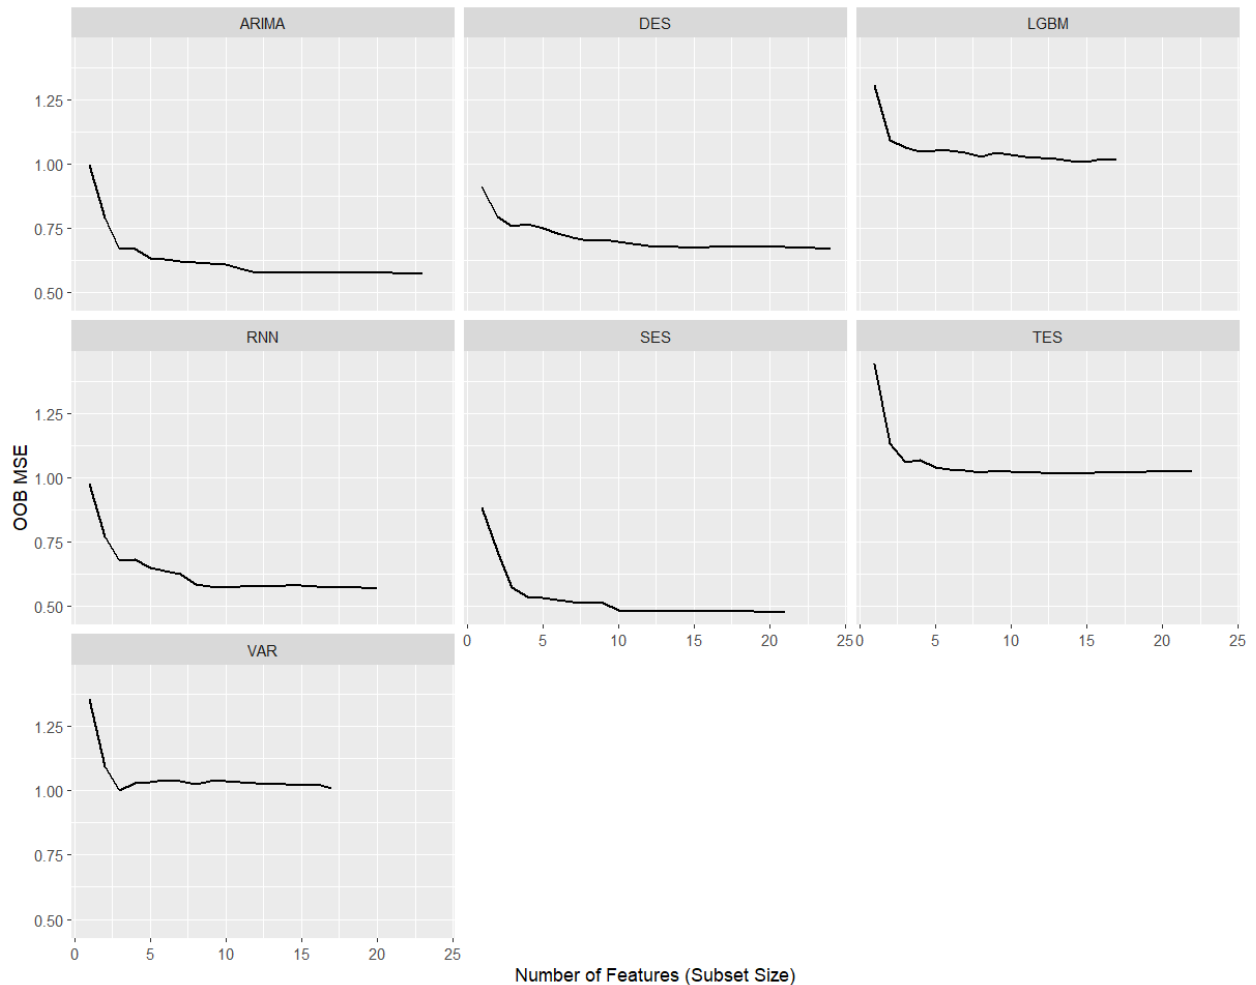 ARIMA DES LGBM
1.25
1.00
0.75
0.50
RNN SES TES
1.25
1.00
0.75
0.50
0 5 10 15 20 25 0 5 10 15 20 25
VAR
1.25
1.00
0.75
0.50
0 5 10 15 20 25
OOB MSE
Number of Features (Subset Size)